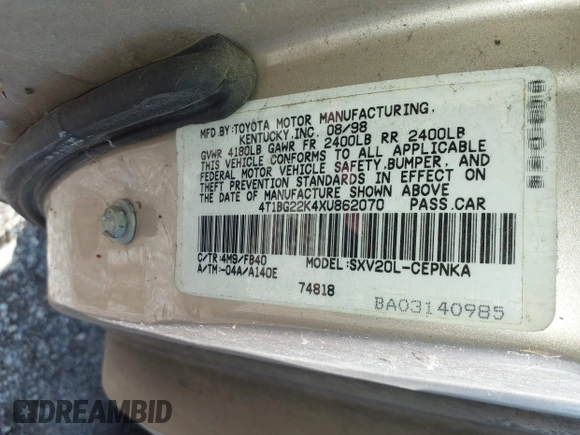 MFD.BY:TOYOTA MOTOR MANUFACTURING,
KENTUCKY,INC. 08/98
GVWR 4180LB GAWR FR 2400LB RR 2400LB
THIS VEHICLE CONFORMS TO ALL APPLICABLE
FEDERAL MOTOR VEHICLE SAFETY,BUMPER, AND
THEFT PREVENTION STANDARDS IN EFFECT ON
THE DATE OF MANUFACTURE SHOWN ABOVE
4T1BG22K4XU862070 PASS.CAR
C/TR:4M9/FB40 MODEL:SXV20L-CEPNKA
A/TM:-04A/A140E
74818
BA03140985
DREAMBID